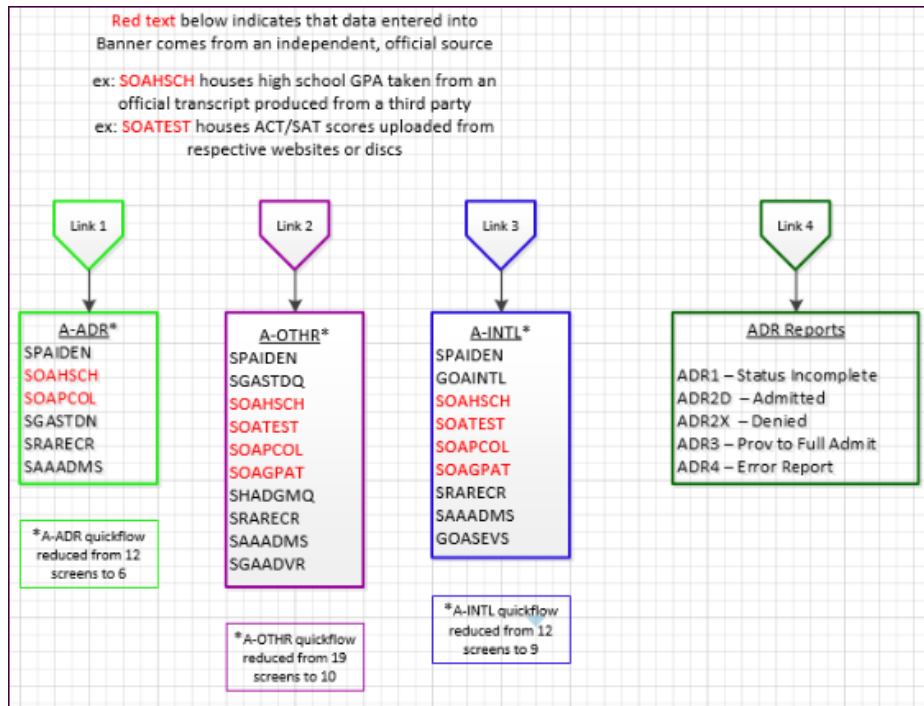 Red text below indicates that data entered into
Banner comes from an independent, official source
ex: SOAHSCH houses high school GPA taken from an
official transcript produced from a third party
ex: SOATEST houses ACT/SAT scores uploaded from
respective websites or discs
Link 1
Link 2
Link 3
Link 4
A-ADR*
SPAIDEN
SOAHSCH
SOAPCOL
SGASTDN
SRARECR
SAAADMS
*A-ADR quickflow
reduced from 12
screens to 6
A-OTHR*
SPAIDEN
SGASTDQ
SOAHSCH
SOATEST
SOAPCOL
SOAGPAT
SHADGMQ
SRARECR
SAAADMS
SGAADVR
*A-OTHR quickflow
reduced from 19
screens to 10
A-INTL*
SPAIDEN
GOAINTL
SOAHSCH
SOATEST
SOAPCOL
SOAGPAT
SRARECR
SAAADMS
GOASEVS
*A-INTL quickflow
reduced from 12
screens to 9
ADR Reports
ADR1 – Status Incomplete
ADR2D – Admitted
ADR2X – Denied
ADR3 – Prov to Full Admit
ADR4 – Error Report